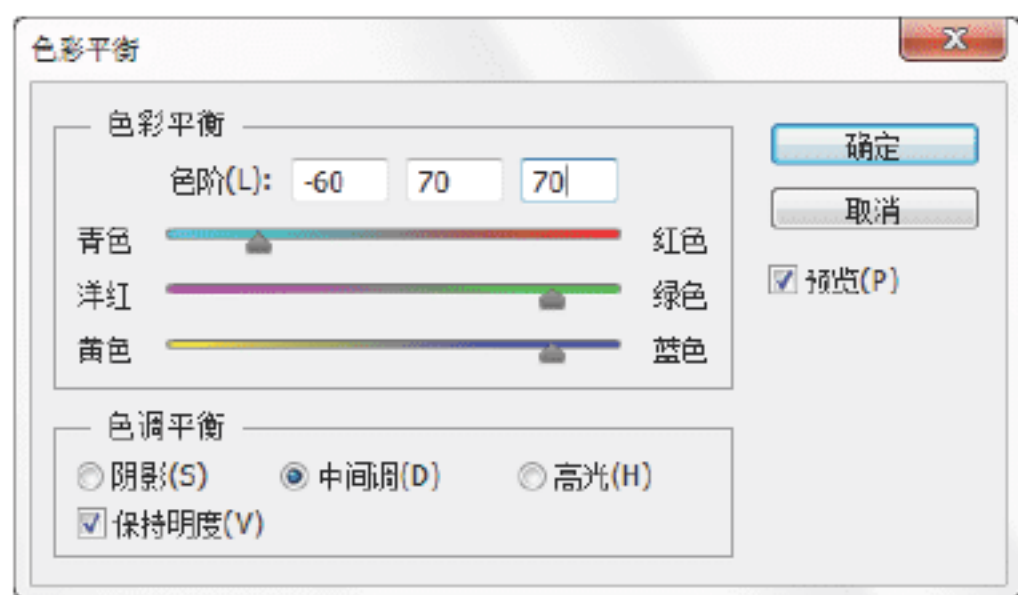 色彩平衡
色彩平衡
色阶(L): -60 70 70
青色 红色
洋红 绿色
黄色 蓝色
色调平衡
阴影(S) 中间调(D) 高光(H)
保持明度(V)
确定
取消
预览(P)